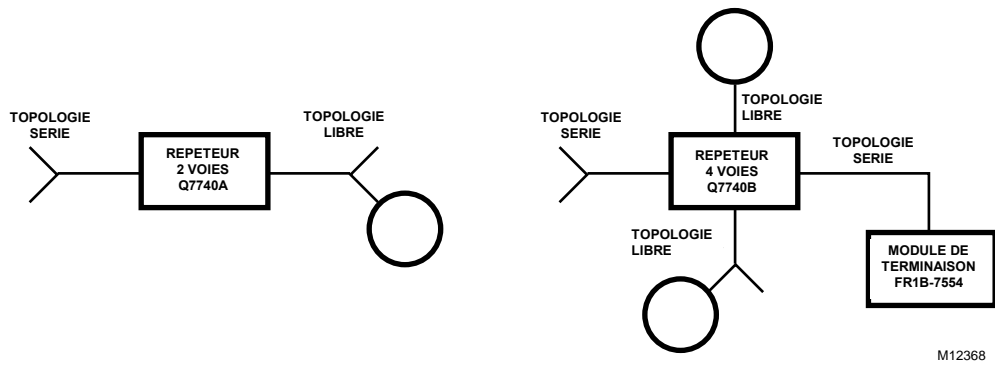 TOPOLOGIE
SERIE
REPETEUR
2 VOIES
Q7740A
TOPOLOGIE
LIBRE
TOPOLOGIE
SERIE
TOPOLOGIE
LIBRE
REPETEUR
4 VOIES
Q7740B
TOPOLOGIE
SERIE
TOPOLOGIE
LIBRE
MODULE DE
TERMINAISON
FR1B-7554
M12368